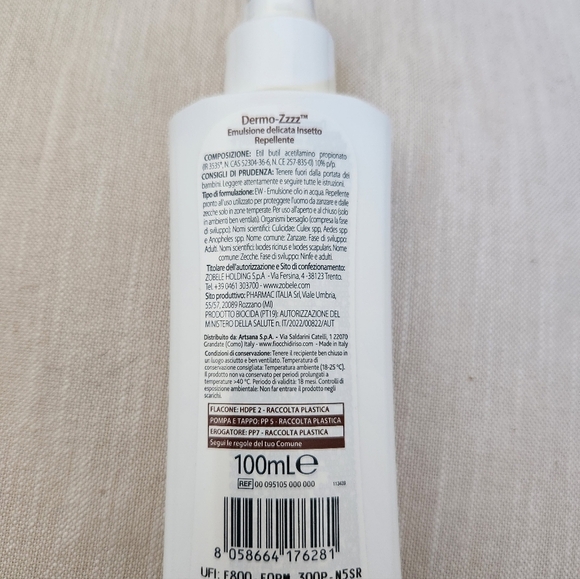 Dermo-Zzzz™
Emulsione delicata Insetto
Repellente
COMPOSIZIONE: Etil butil acetilamino propionato
(IR 3535®, N. CAS 52304-36-6, N. CE 257-835-0) 10% p/p.
CONSIGLI DI PRUDENZA: Tenere fuori dalla portata dei
bambini. Leggere attentamente e seguire tutte le istruzioni.
Tipo di formulazione: EW - Emulsione olio in acqua. Repellente
pronto all'uso utilizzato per proteggere l'uomo da zanzare e dalle
zecche solo in zone temperate. Per uso all'aperto e al chiuso (solo
in ambienti ben ventilati). Organismi bersaglio (compresa la fase
di sviluppo). Nomi scientifici: Culicidae: Culex spp, Aedes spp
e Anopheles spp. Nome comune: Zanzare. Fase di sviluppo:
Adulti. Nomi scientifici: Ixodes ricinus e Ixodes scapularis. Nome
comune: Zecche. Fase di sviluppo: Ninfe e adulti.
Titolare dell'autorizzazione e Sito di confezionamento:
ZOBELE HOLDING S.p.A - Via Fersina, 4 -38123 Trento.
Tel. +39 0461 303700 - www.zobele.com
Sito produttivo: PHARMAC ITALIA Srl, Viale Umbria,
55/57, 20089 Rozzano (MI)
PRODOTTO BIOCIDA (PT19): AUTORIZZAZIONE DEL
MINISTERO DELLA SALUTE n. IT/2022/00822/AUT
Distribuito da: Artsana S.p.A. - Via Saldarini Catelli, 1 22070
Grandate (Como) Italy - www.fiocchidiriso.com - Made in Italy
Condizioni di conservazione: Tenere il recipiente ben chiuso in
un luogo asciutto e ben ventilato. Temperatura di
conservazione consigliata: Temperatura ambiente (18-25 °C).
Il prodotto non va conservato per periodi prolungati a
temperature >40 °C. Periodo di validità: 18 mesi. Controlli di
esposizione ambientale: Non far entrare il prodotto negli
scarichi.
FLACONE: HDPE 2 - RACCOLTA PLASTICA
POMPA E TAPPO: PP 5 - RACCOLTA PLASTICA
EROGATORE: PP7 - RACCOLTA PLASTICA
Segui le regole del tuo Comune
100mL e
REF 00 095105 000 000
8 058664 176281
UFI: F800-F0RM-300P-N5SR